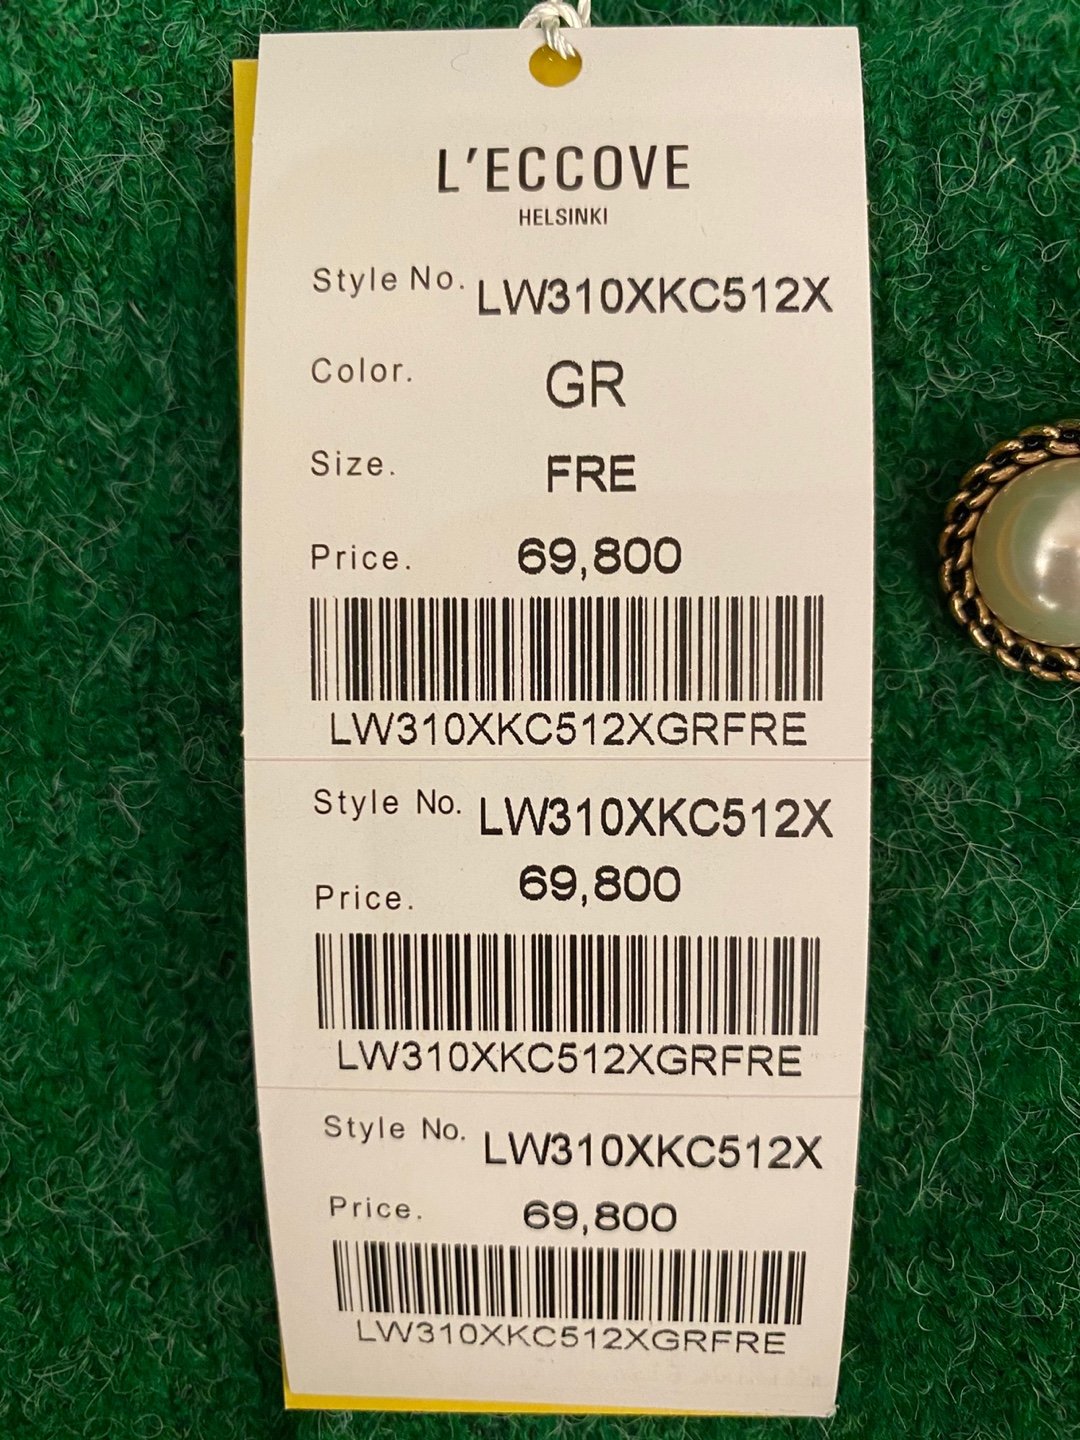 L'ECCOVE
HELSINKI
Style No. LW310XKC512X
Color. GR
Size. FRE
Price. 69,800
LW310XKC512XGRFRE
Style No. LW310XKC512X
Price. 69,800
LW310XKC512XGRFRE
Style No. LW310XKC512X
Price. 69,800
LW310XKC512XGRFRE